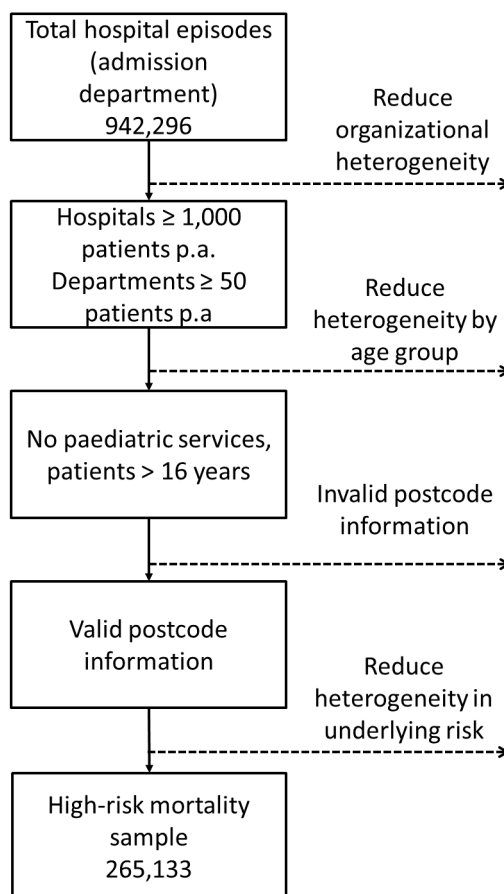 Total hospital episodes
(admission
department)
942,296
Reduce
organizational
heterogeneity
Hospitals ≥ 1,000
patients p.a.
Departments ≥ 50
patients p.a
Reduce
heterogeneity by
age group
No paediatric services,
patients > 16 years
Invalid postcode
information
Valid postcode
information
Reduce
heterogeneity in
underlying risk
High-risk mortality
sample
265,133